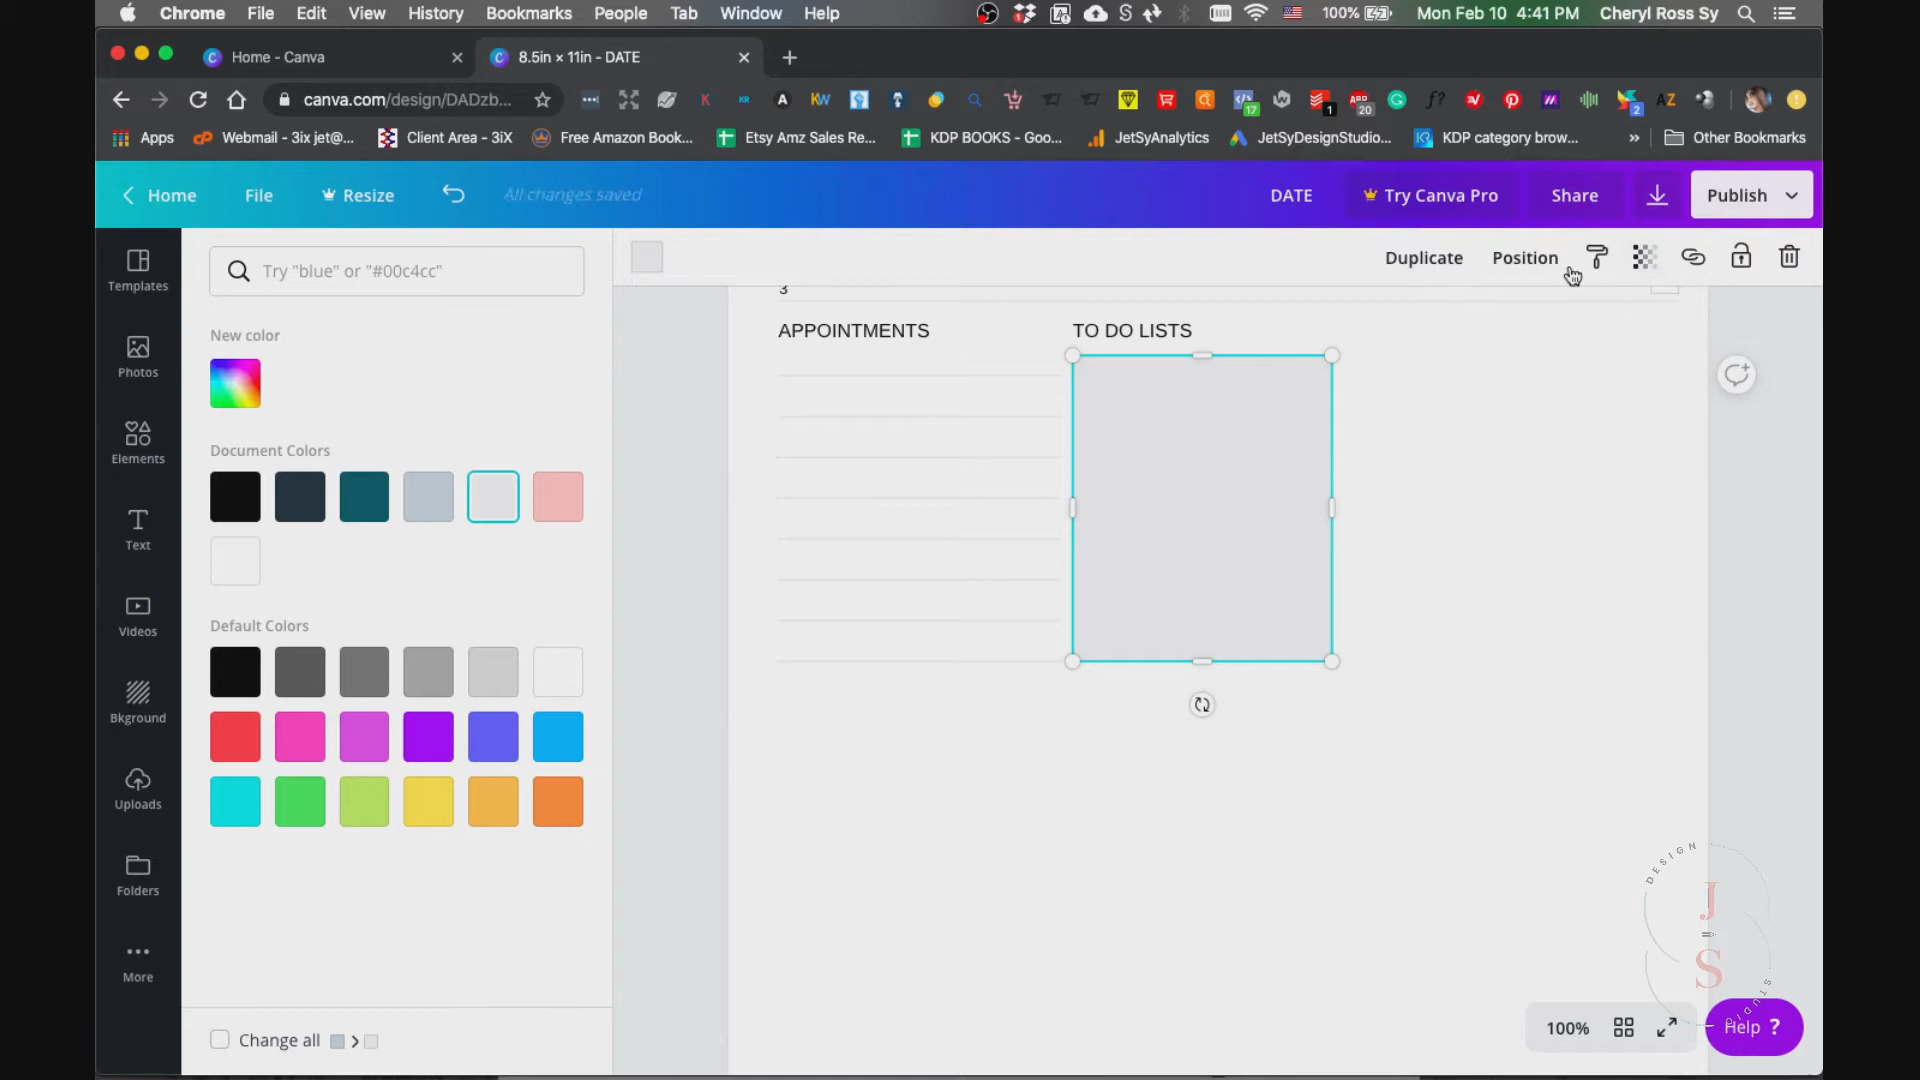 Chrome File Edit View History Bookmarks People Tab Window Help 100% Mon Feb 10 4:41 PM Cheryl Ross Sy
Home - Canva 8.5in × 11in - DATE
canva.com/design/DADzb...
Apps Webmail - 3ix jet@... Client Area - 3iX Free Amazon Book... Etsy Amz Sales Re... KDP BOOKS - Goo... JetSyAnalytics JetSyDesignStudio... KDP category brow... » Other Bookmarks
Home File Resize All changes saved DATE Try Canva Pro Share Publish
Try "blue" or "#00c4cc"
Duplicate Position
Templates
Photos
Elements
Text
Videos
Bkground
Uploads
Folders
More
New color
Document Colors
Default Colors
Change all
3
APPOINTMENTS TO DO LISTS
DESIGN
J
S
STUDIO
100%
Help ?